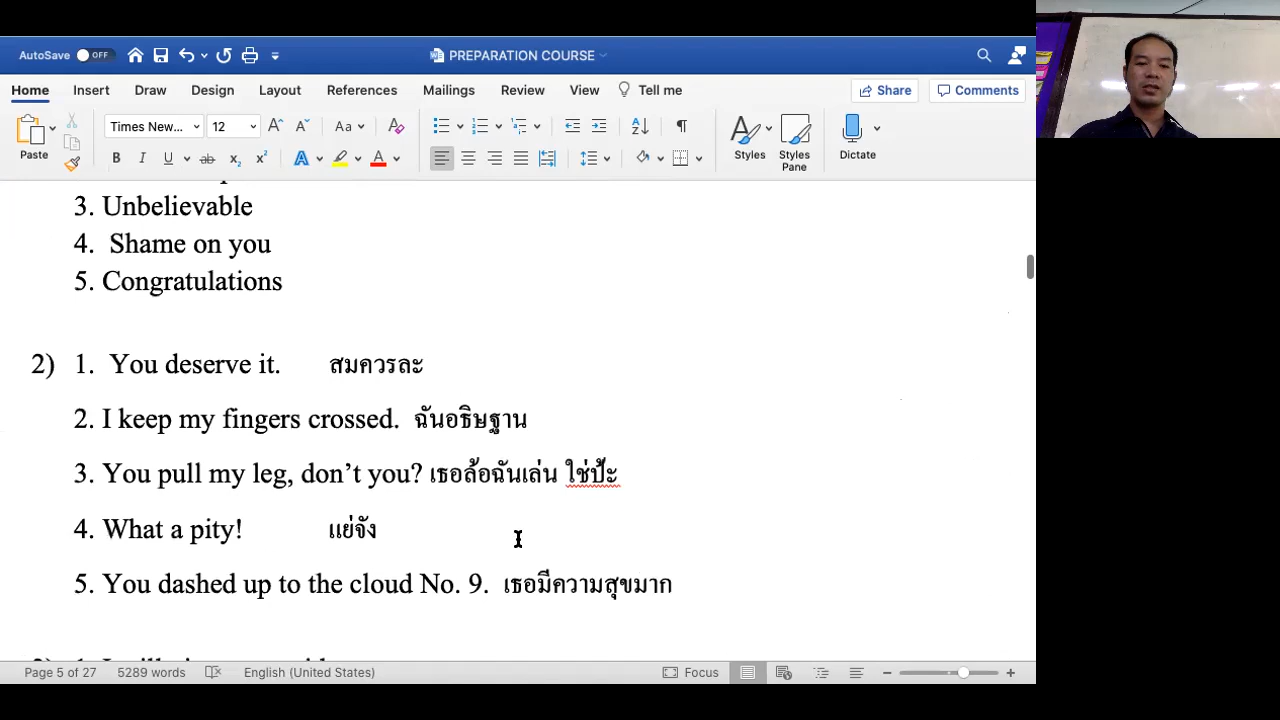 AutoSave OFF PREPARATION COURSE
Home Insert Draw Design Layout References Mailings Review View Tell me Share Comments
Paste Times New... 12 Aa Styles Styles Pane Dictate
3. Unbelievable
4. Shame on you
5. Congratulations
2) 1. You deserve it. สมควรละ
2. I keep my fingers crossed. ฉันอธิษฐาน
3. You pull my leg, don’t you? เธอล้อฉันเล่น ใช่ป้ะ
4. What a pity! แย่จัง
5. You dashed up to the cloud No. 9. เธอมีความสุขมาก
Page 5 of 27 5289 words English (United States) Focus